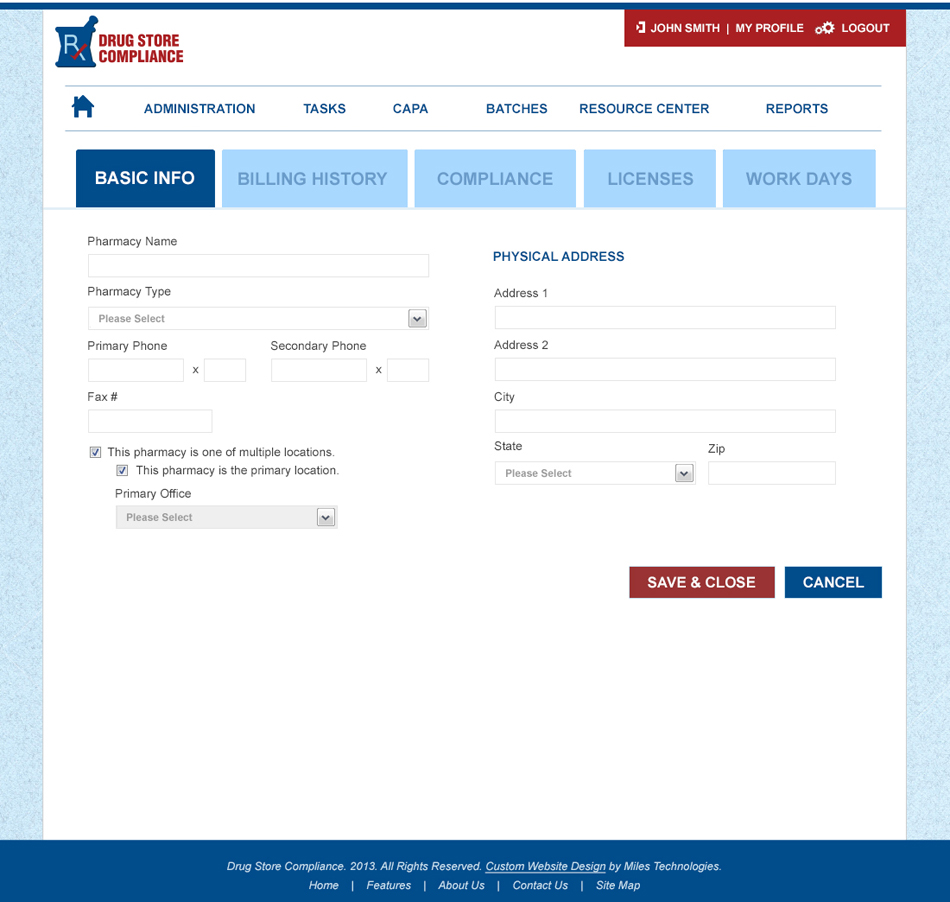 Rx DRUG STORE
COMPLIANCE
JOHN SMITH | MY PROFILE LOGOUT
ADMINISTRATION TASKS CAPA BATCHES RESOURCE CENTER REPORTS
BASIC INFO BILLING HISTORY COMPLIANCE LICENSES WORK DAYS
Pharmacy Name
Pharmacy Type
Please Select
Primary Phone Secondary Phone
x x
Fax #
This pharmacy is one of multiple locations.
This pharmacy is the primary location.
Primary Office
Please Select
PHYSICAL ADDRESS
Address 1
Address 2
City
State Zip
Please Select
SAVE & CLOSE CANCEL
Drug Store Compliance. 2013. All Rights Reserved. Custom Website Design by Miles Technologies.
Home | Features | About Us | Contact Us | Site Map